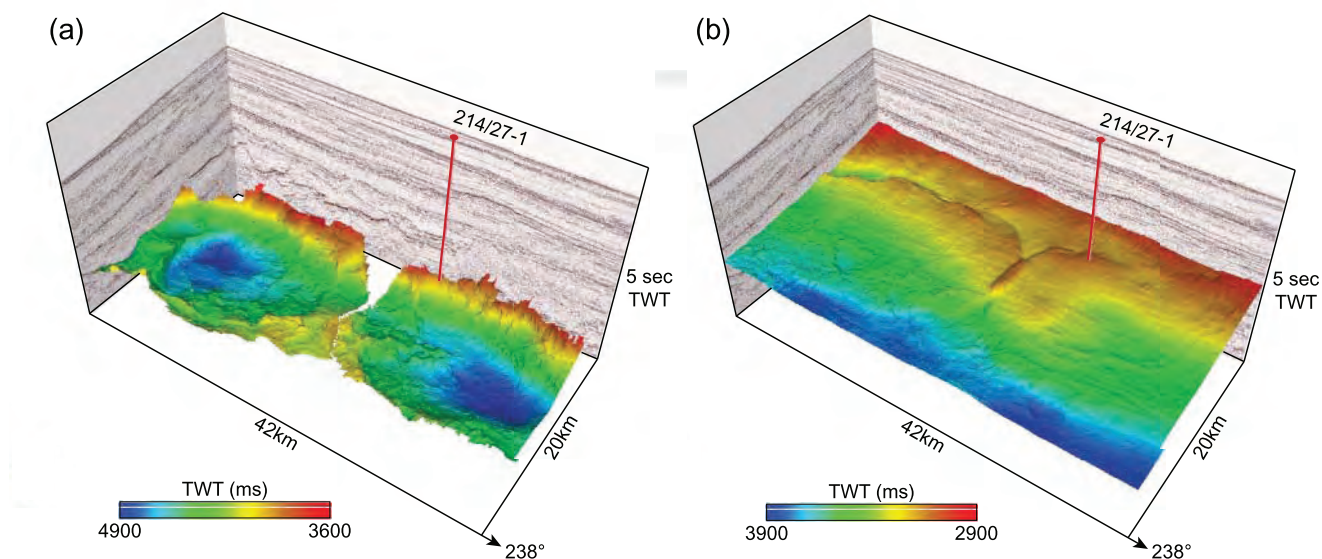 (a)
214/27-1
5 sec
TWT
42km
20km
TWT (ms)
4900
3600
238°
(b)
214/27-1
5 sec
TWT
42km
20km
TWT (ms)
3900
2900
238°